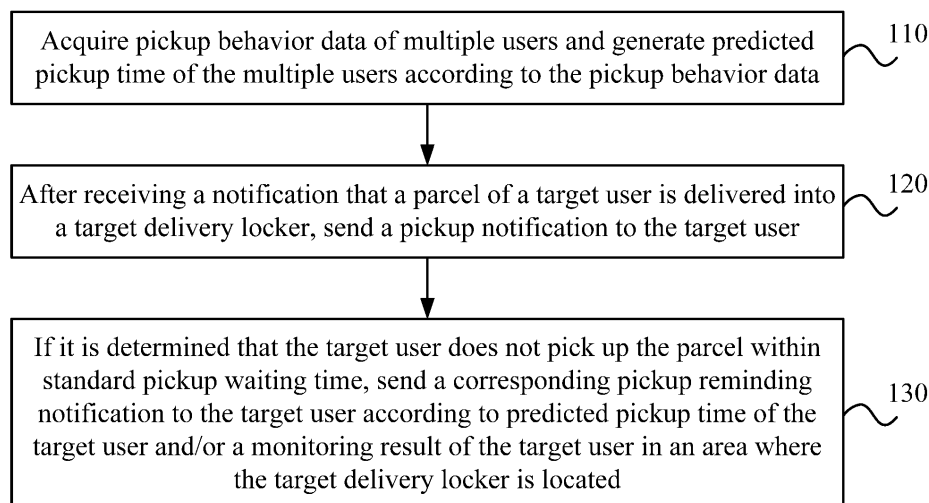 Acquire pickup behavior data of multiple users and generate predicted
pickup time of the multiple users according to the pickup behavior data
110
After receiving a notification that a parcel of a target user is delivered into
a target delivery locker, send a pickup notification to the target user
120
If it is determined that the target user does not pick up the parcel within
standard pickup waiting time, send a corresponding pickup reminding
notification to the target user according to predicted pickup time of the
target user and/or a monitoring result of the target user in an area where
the target delivery locker is located
130